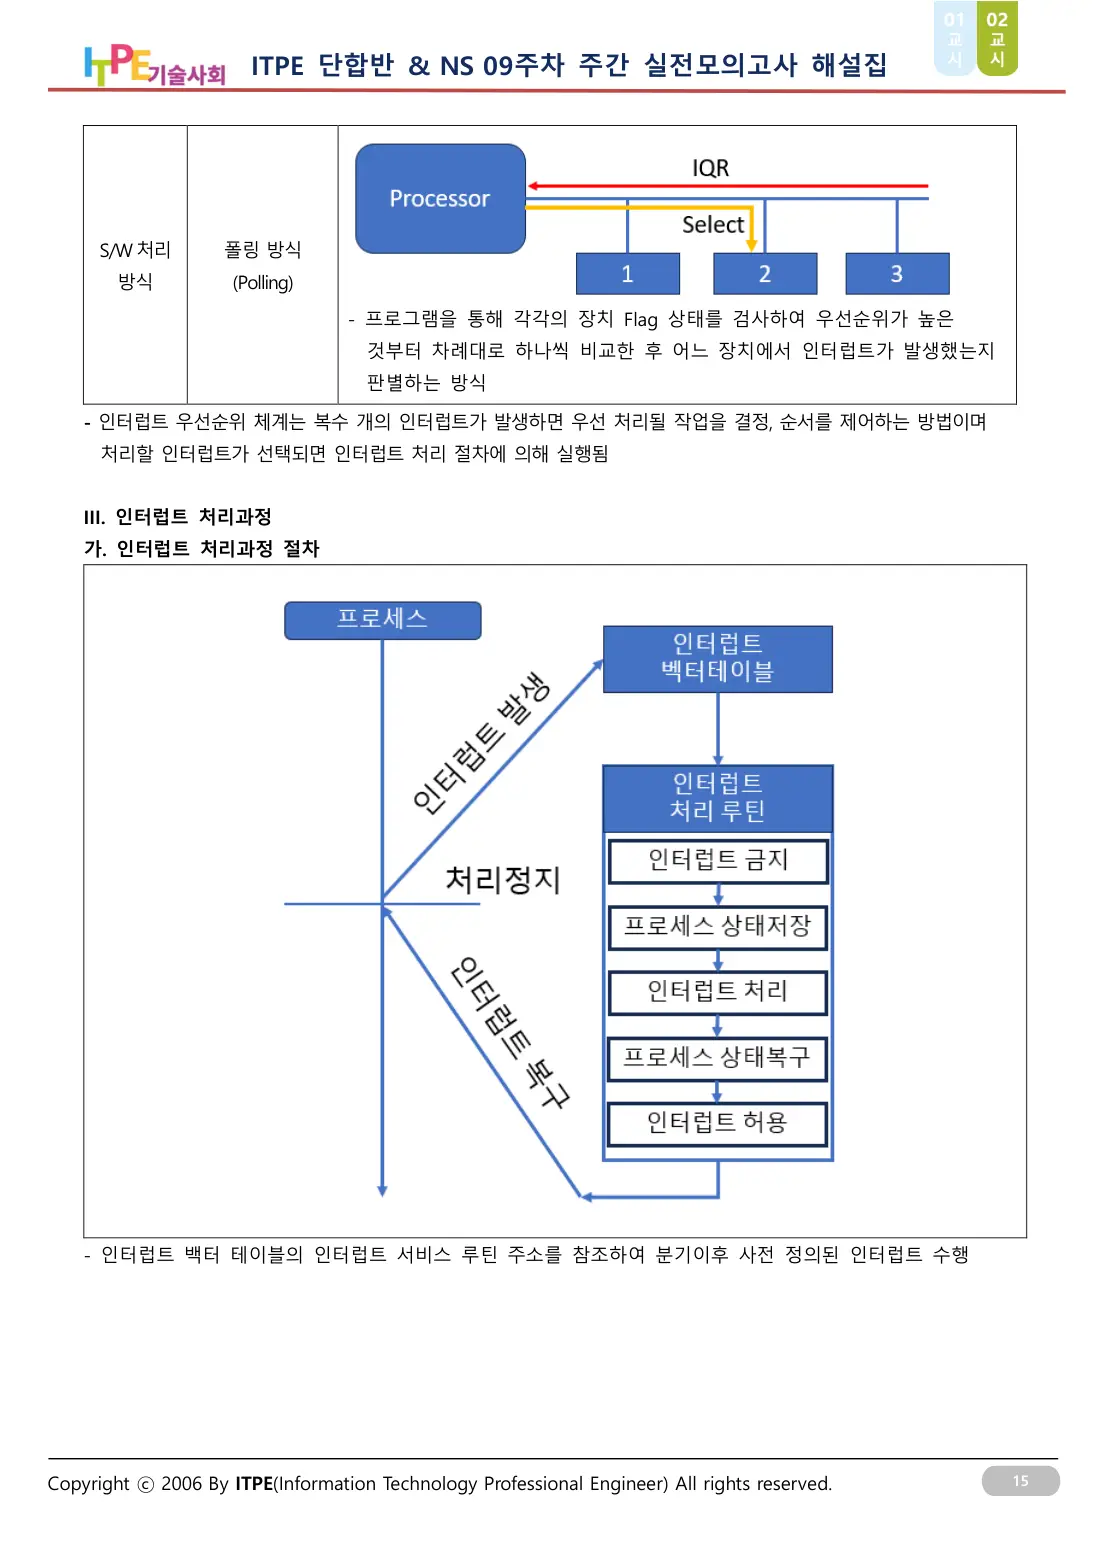 01
교
시
02
교
시
ITPE기술사회
ITPE 단합반 & NS 09주차 주간 실전모의고사 해설집
S/W 처리
방식
폴링 방식
(Polling)
Processor
IQR
Select
1
2
3
- 프로그램을 통해 각각의 장치 Flag 상태를 검사하여 우선순위가 높은
것부터 차례대로 하나씩 비교한 후 어느 장치에서 인터럽트가 발생했는지
판별하는 방식
- 인터럽트 우선순위 체계는 복수 개의 인터럽트가 발생하면 우선 처리될 작업을 결정, 순서를 제어하는 방법이며
처리할 인터럽트가 선택되면 인터럽트 처리 절차에 의해 실행됨
III. 인터럽트 처리과정
가. 인터럽트 처리과정 절차
프로세스
인터럽트
벡터테이블
인터럽트 발생
인터럽트
처리 루틴
처리정지
인터럽트 금지
프로세스 상태저장
인터럽트 처리
프로세스 상태복구
인터럽트 허용
인터럽트 복구
- 인터럽트 백터 테이블의 인터럽트 서비스 루틴 주소를 참조하여 분기이후 사전 정의된 인터럽트 수행
Copyright ⓒ 2006 By ITPE(Information Technology Professional Engineer) All rights reserved.
15